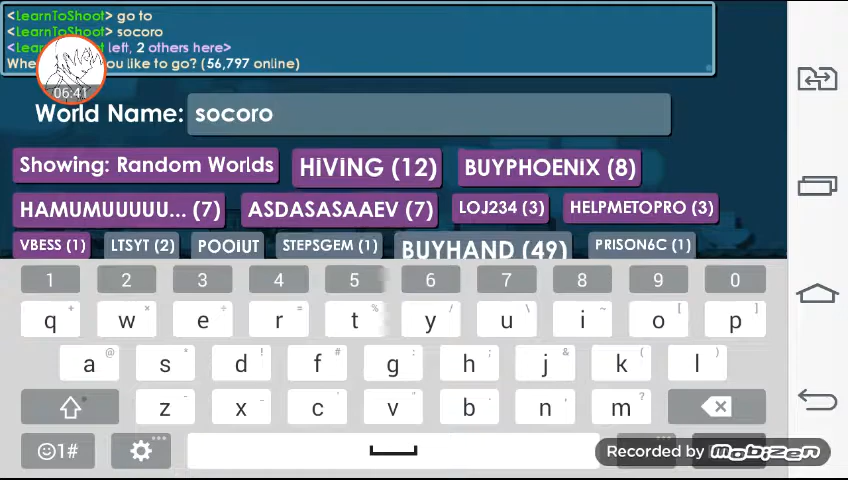 <LearnToShoot> go to
<LearnToShoot> socoro
<LearnToShoot left, 2 others here>
Whe ou like to go? (56,797 online)
06:41
World Name: socoro
Showing: Random Worlds HiViNG (12) BUYPHOENiX (8)
HAMUMUUUUU... (7) ASDASASAAEV (7) LOJ234 (3) HELPMETOPRO (3)
VBESS (1) LTSYT (2) POOIUT STEPSGEM (1) BUYHAND (49) PRISON6C (1)
1 2 3 4 5 6 7 8 9 0
q w e r t y u i o p
a s d f g h j k l
z x c v b n m
1#
Recorded by MOBiZEN